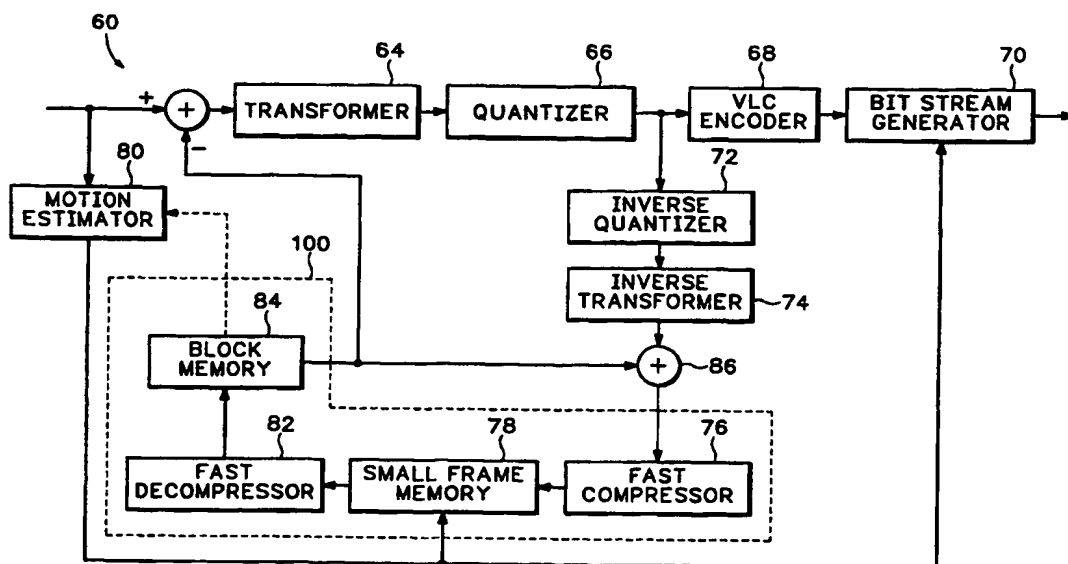 60
64
66
68
70
+
+
−
TRANSFORMER
QUANTIZER
VLC
ENCODER
BIT STREAM
GENERATOR
80
MOTION
ESTIMATOR
72
INVERSE
QUANTIZER
100
INVERSE
TRANSFORMER
74
84
BLOCK
MEMORY
+
86
82
78
76
FAST
DECOMPRESSOR
SMALL FRAME
MEMORY
FAST
COMPRESSOR